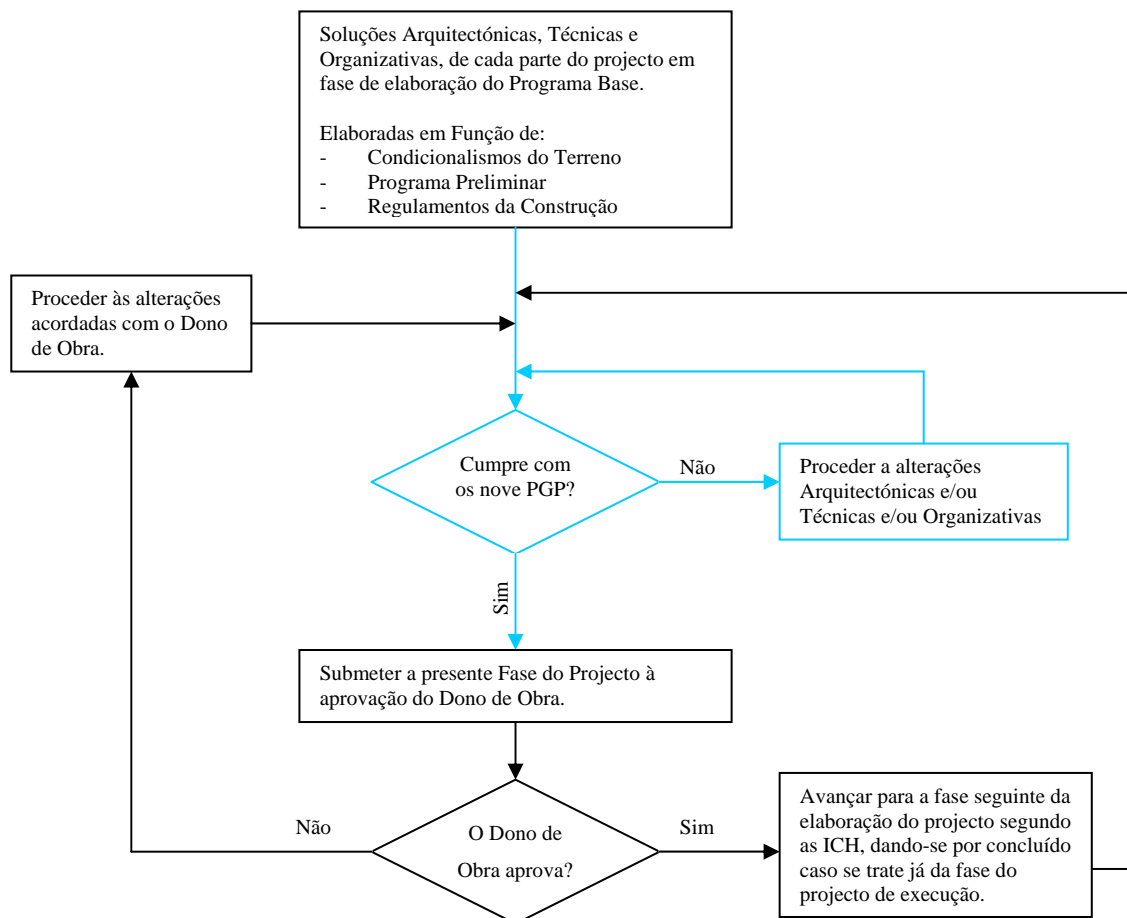 Soluções Arquitectónicas, Técnicas e
Organizativas, de cada parte do projecto em
fase de elaboração do Programa Base.
Elaboradas em Função de:
- Condicionalismos do Terreno
- Programa Preliminar
- Regulamentos da Construção
Proceder às alterações
acordadas com o Dono
de Obra.
Cumpre com
os nove PGP?
Não
Proceder a alterações
Arquitectónicas e/ou
Técnicas e/ou Organizativas
Sim
Submeter a presente Fase do Projecto à
aprovação do Dono de Obra.
Não
O Dono de
Obra aprova?
Sim
Avançar para a fase seguinte da
elaboração do projecto segundo
as ICH, dando-se por concluído
caso se trate já da fase do
projecto de execução.